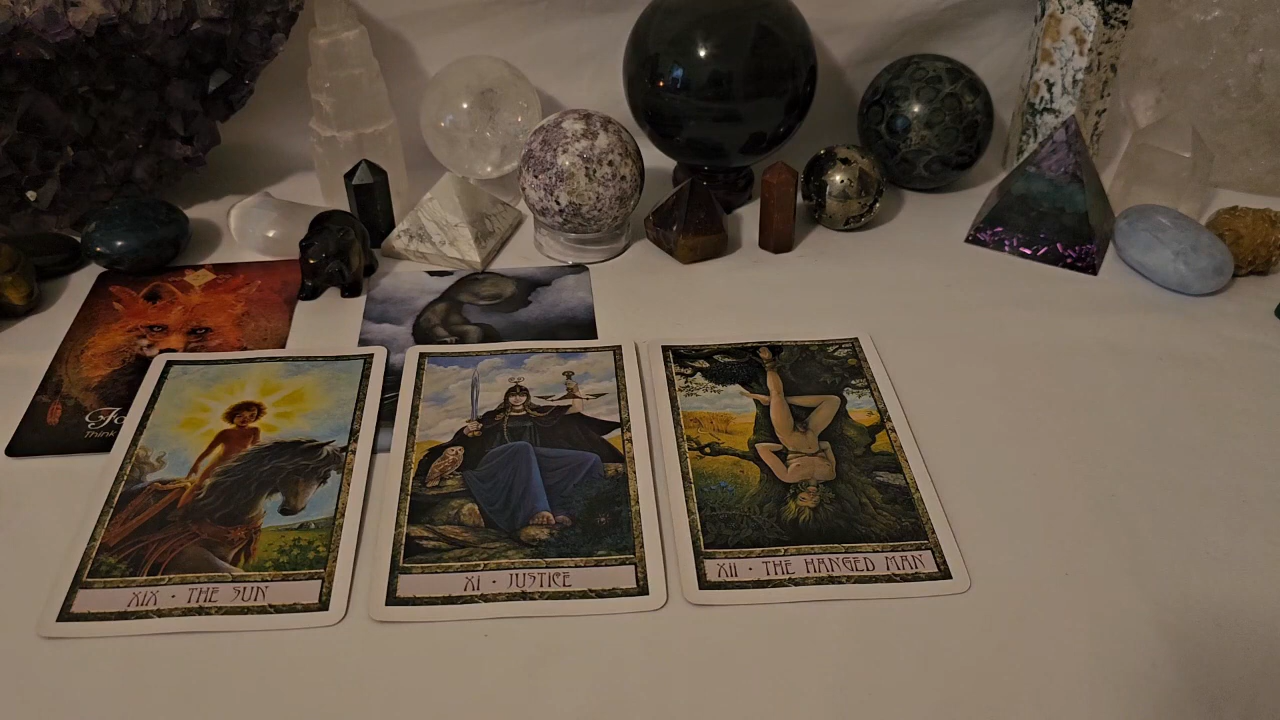 Fo
Think
XIX • THE SUN
XI • JUSTICE
XII • THE HANGED MAN